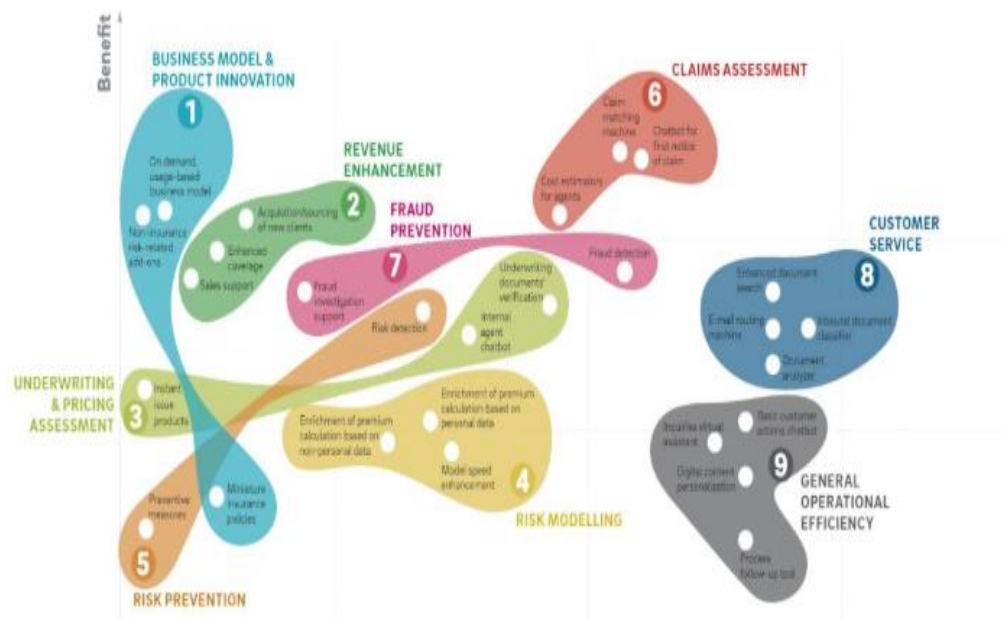 Benefit
BUSINESS MODEL &
PRODUCT INNOVATION
1
On demand,
usage-based
business model
Non-insurance
risk-related
add-ons
Miniature
insurance
policies
REVENUE
ENHANCEMENT
2
Acquisition/sourcing
of new clients
Enhanced
coverage
Sales support
FRAUD
PREVENTION
7
Fraud
investigation
support
Fraud detection
CLAIMS ASSESSMENT
6
Claim
matching
machine
Chatbot for
first notice
of claim
Cost estimators
for agents
CUSTOMER
SERVICE
8
Enhanced document
search
E-mail routing
machine
Inbound document
classifier
Document
analyzer
UNDERWRITING
& PRICING
ASSESSMENT
3
Instant
issue
products
Underwriting
documents'
verification
Internal
agent
chatbot
Risk detection
Preventive
measures
5
RISK PREVENTION
Enrichment of premium
calculation based on
non-personal data
Enrichment of premium
calculation based on
personal data
Model speed
enhancement
4
RISK MODELLING
Basic customer
actions chatbot
Inquiries virtual
assistant
Digital content
personalization
9
GENERAL
OPERATIONAL
EFFICIENCY
Process
follow-up tool